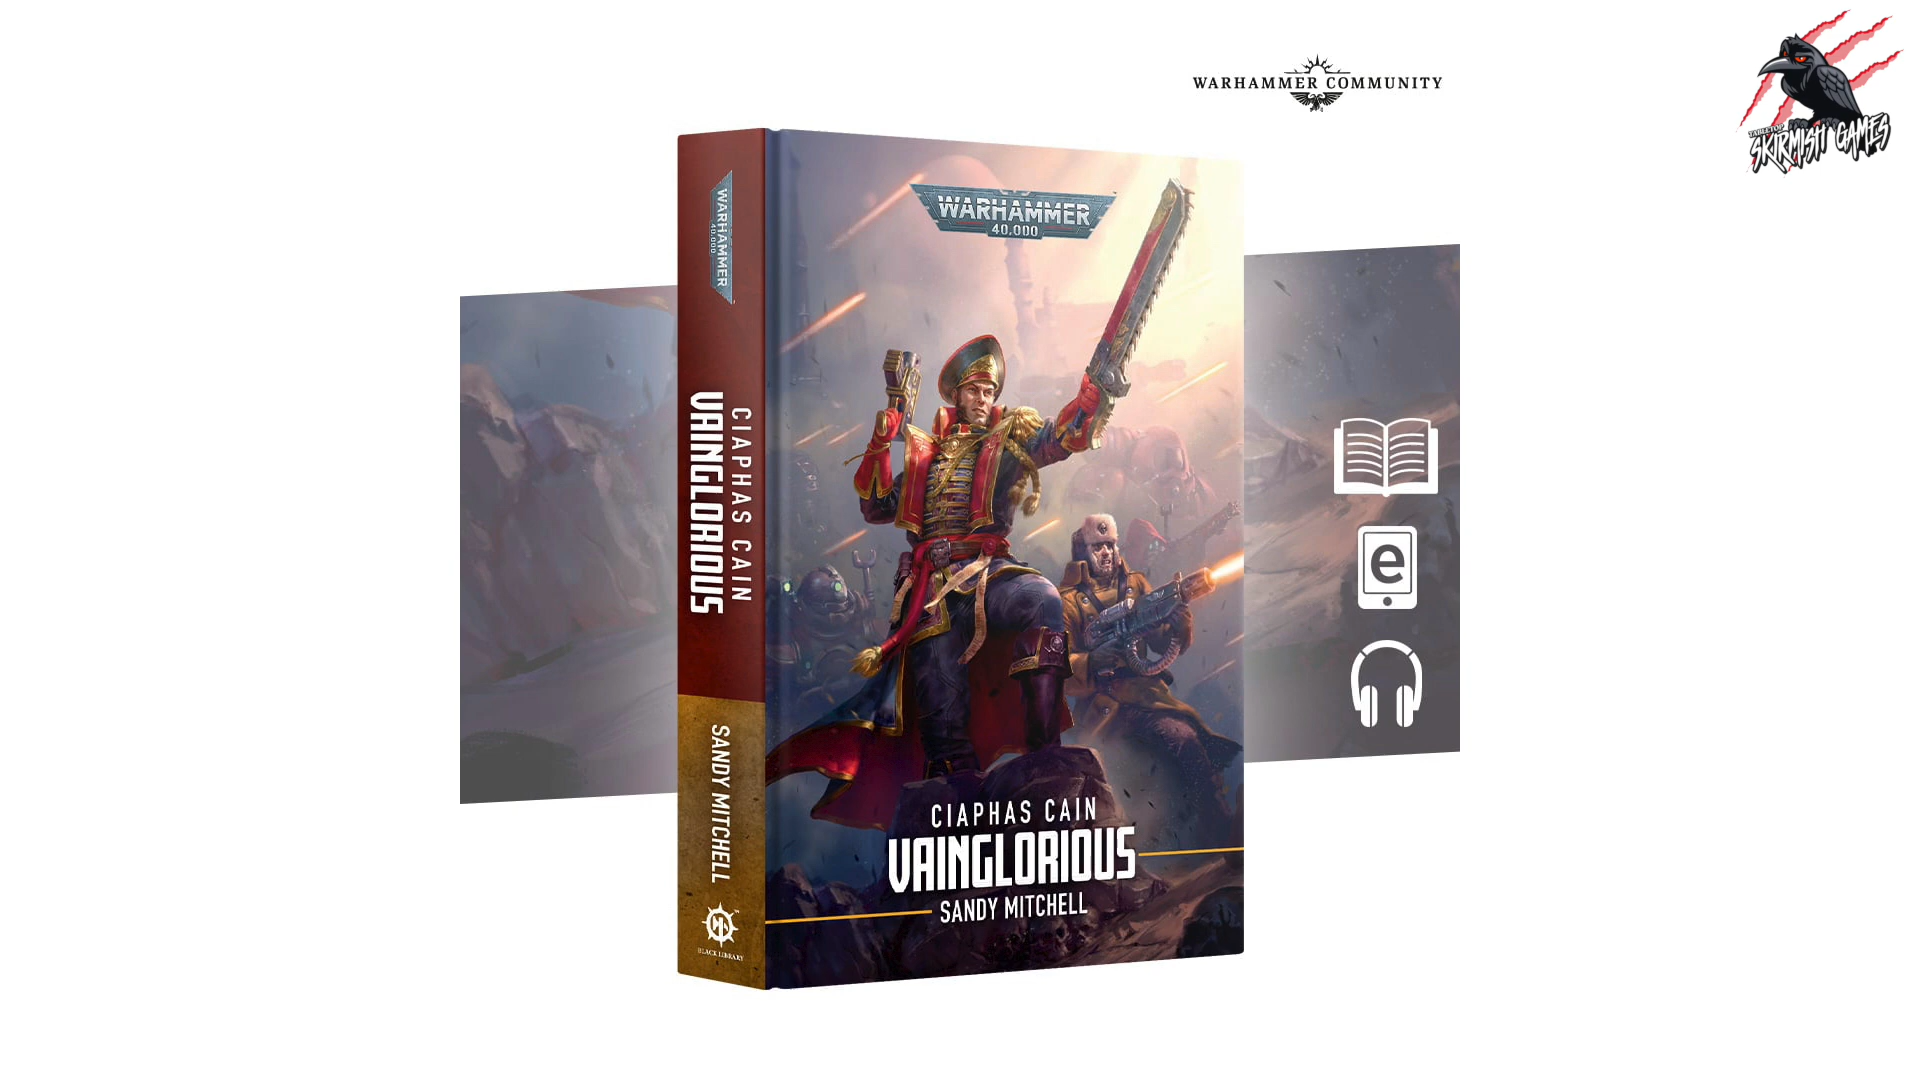 WARHAMMER COMMUNITY
TABLETOP
SKIRMISH GAMES
WARHAMMER
40,000
CIAPHAS CAIN
VAINGLORIOUS
SANDY MITCHELL
BLACK LIBRARY
WARHAMMER
40,000
CIAPHAS CAIN
VAINGLORIOUS
SANDY MITCHELL
e